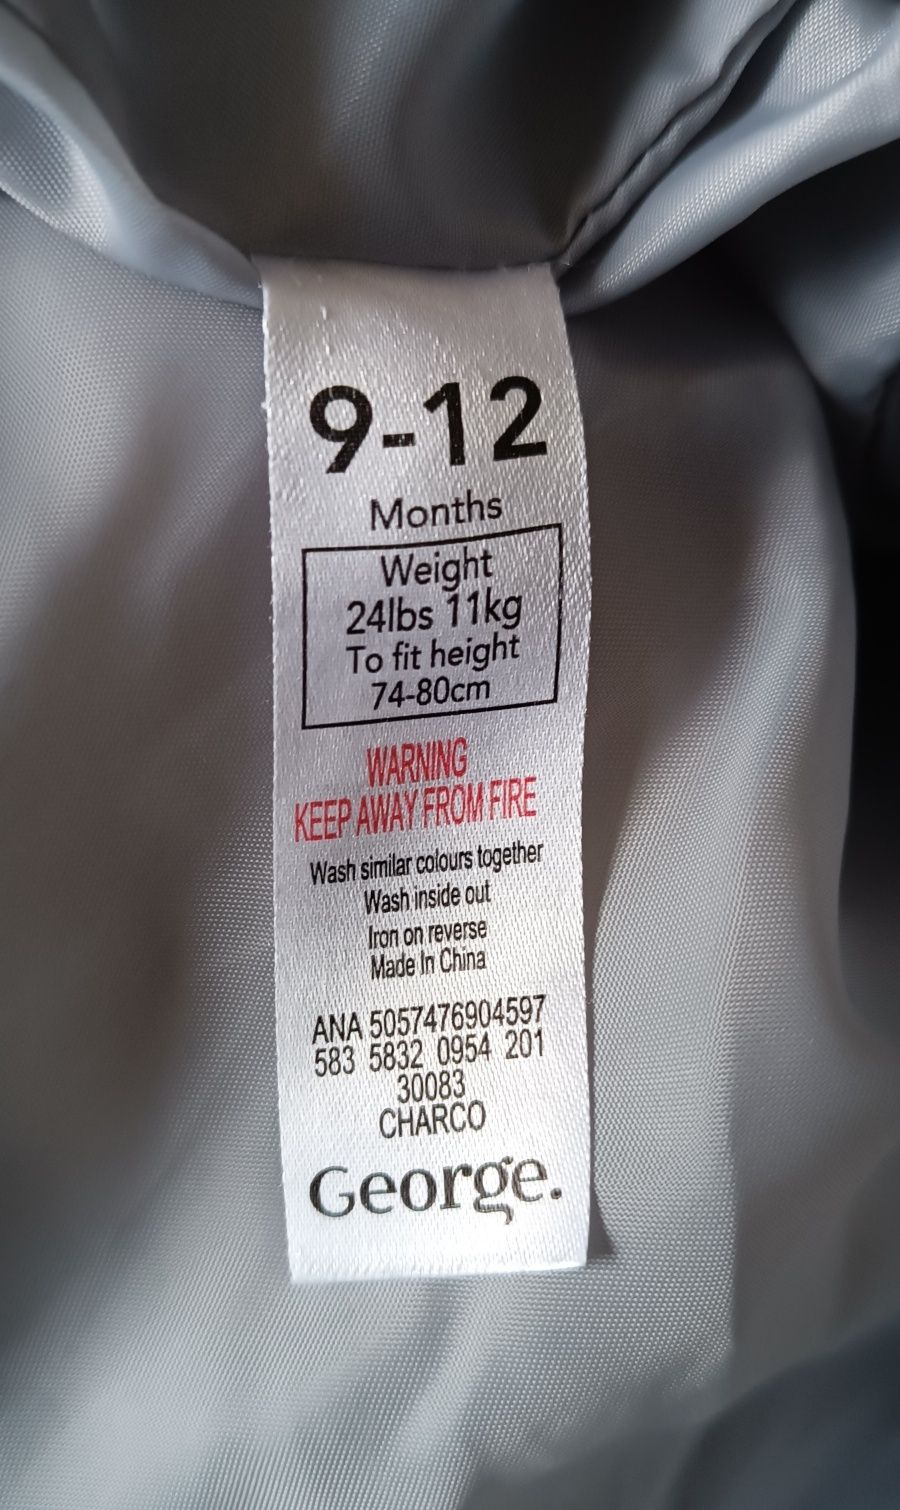 9-12
Months
Weight
24lbs 11kg
To fit height
74-80cm
WARNING
KEEP AWAY FROM FIRE
Wash similar colours together
Wash inside out
Iron on reverse
Made In China
ANA 5057476904597
583 5832 0954 201
30083
CHARCO
George.